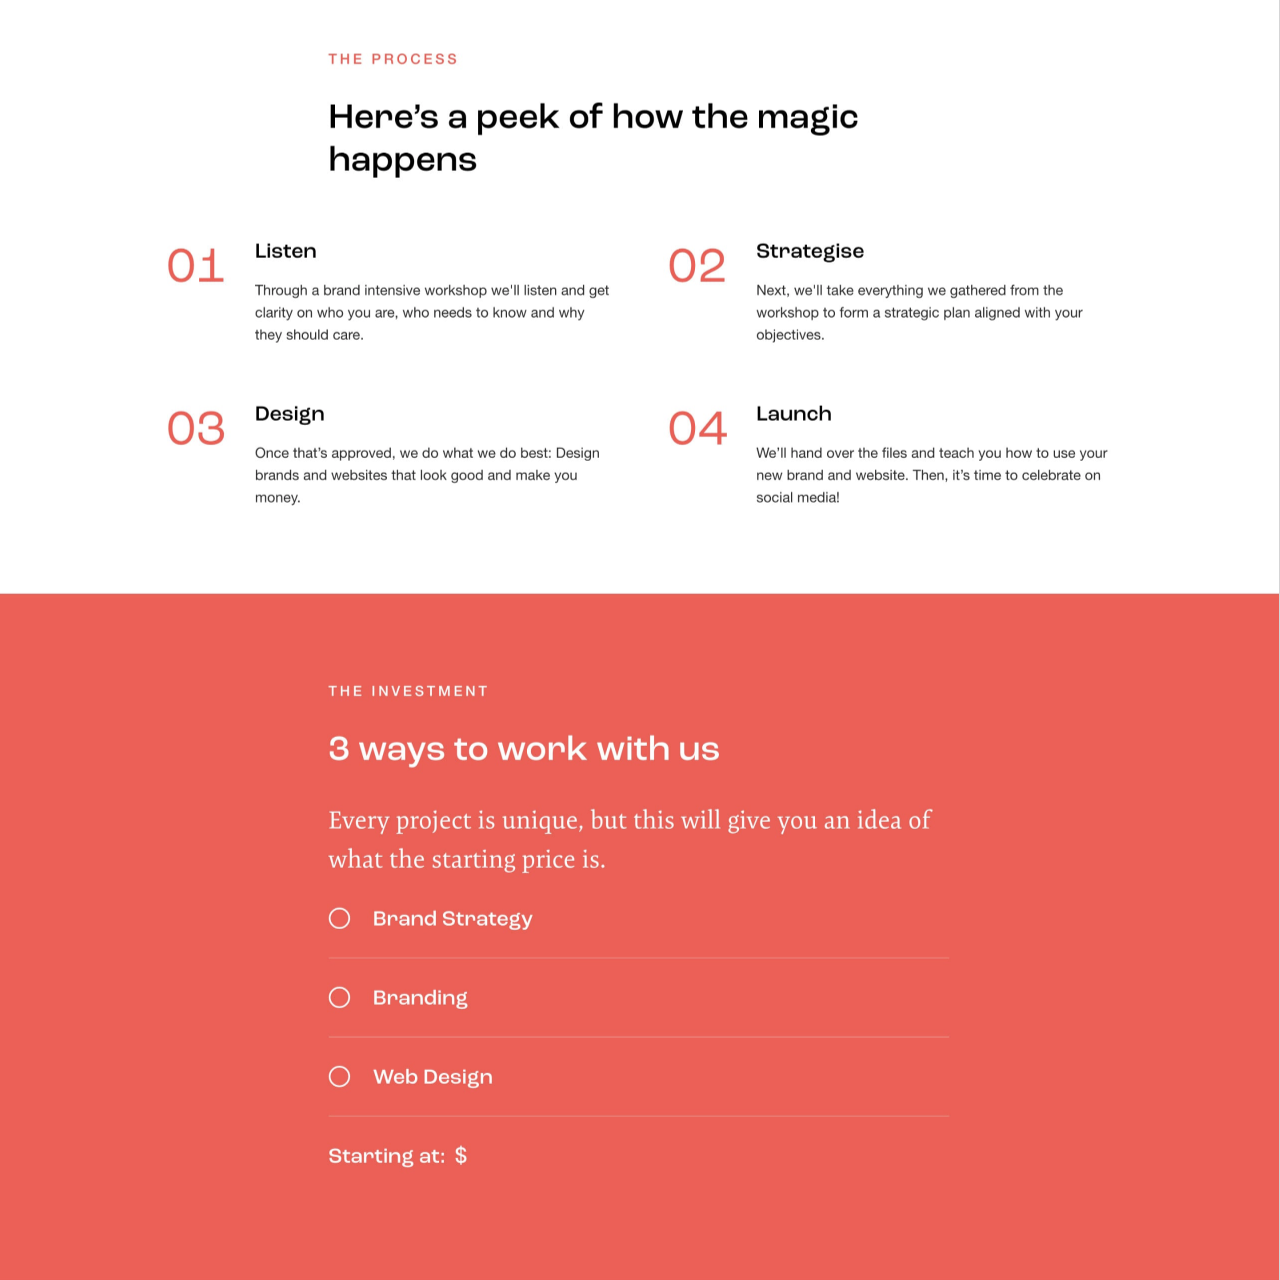 THE PROCESS
Here’s a peek of how the magic
happens
01
Listen
Through a brand intensive workshop we'll listen and get
clarity on who you are, who needs to know and why
they should care.
02
Strategise
Next, we'll take everything we gathered from the
workshop to form a strategic plan aligned with your
objectives.
03
Design
Once that’s approved, we do what we do best: Design
brands and websites that look good and make you
money.
04
Launch
We’ll hand over the files and teach you how to use your
new brand and website. Then, it’s time to celebrate on
social media!
THE INVESTMENT
3 ways to work with us
Every project is unique, but this will give you an idea of
what the starting price is.
Brand Strategy
Branding
Web Design
Starting at: $